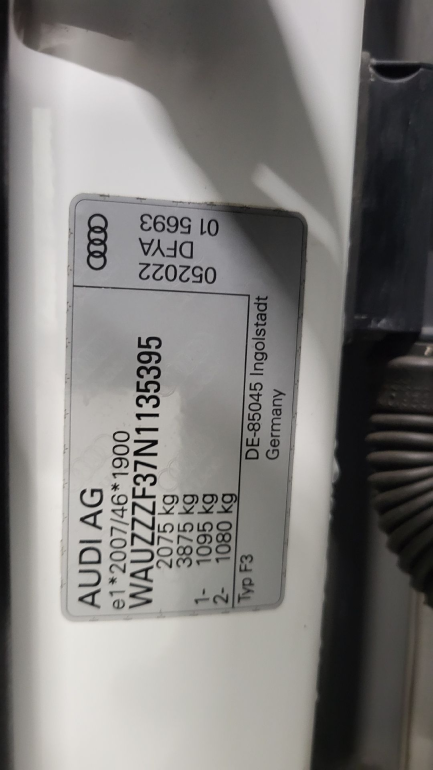 AUDI AG
e1*2007/46*1900
WAUZZZF37N1135395
2075 kg
3875 kg
1- 1095 kg
2- 1080 kg
Typ F3
DE-85045 Ingolstadt
Germany
052022
DFYA
01 5693